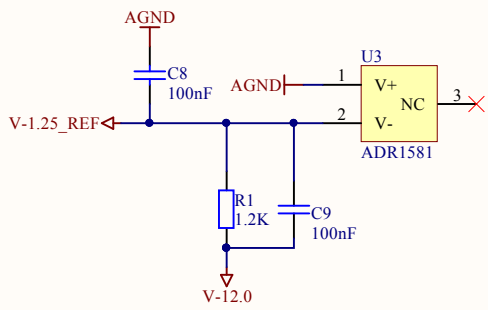 AGND
C8
100nF
V-1.25_REF
AGND
U3
1
V+
NC
3
2
V-
ADR1581
R1
1.2K
C9
100nF
V-12.0